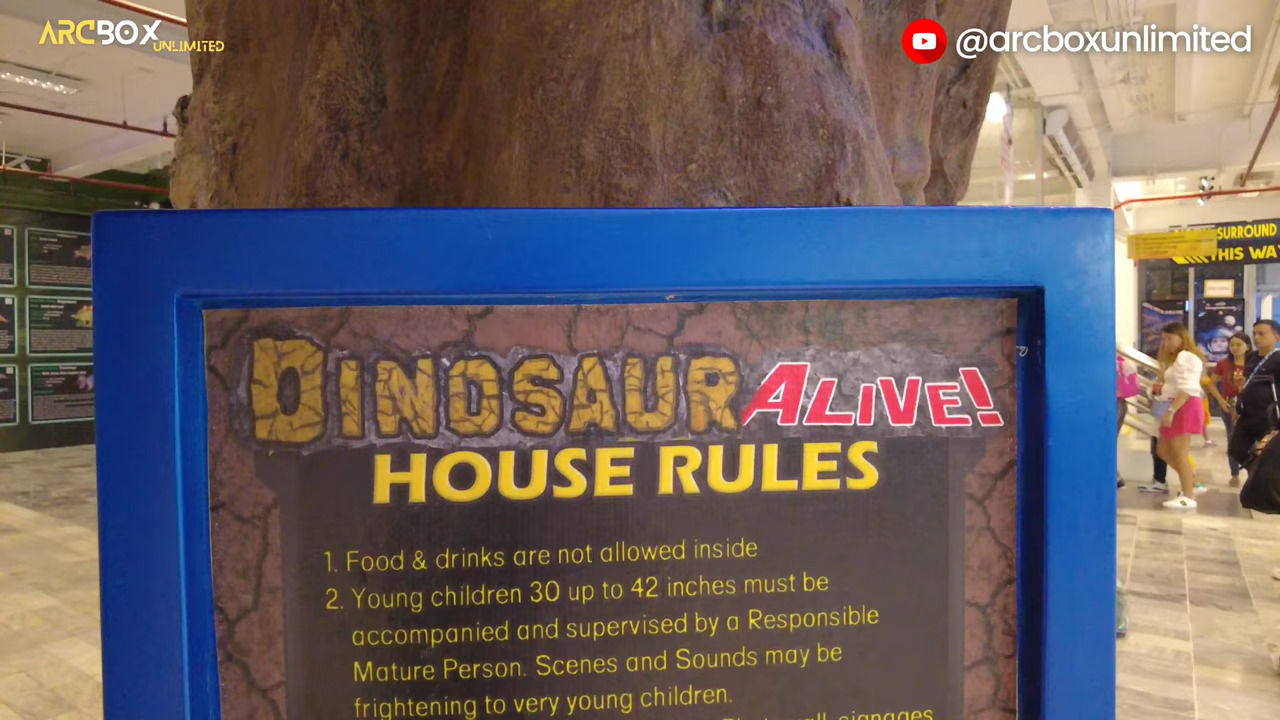 ARCBOX
UNLIMITED
@arcboxunlimited
SURROUND
THIS WA
DINOSAUR ALIVE!
HOUSE RULES
1. Food & drinks are not allowed inside
2. Young children 30 up to 42 inches must be
accompanied and supervised by a Responsible
Mature Person. Scenes and Sounds may be
frightening to very young children.
signages